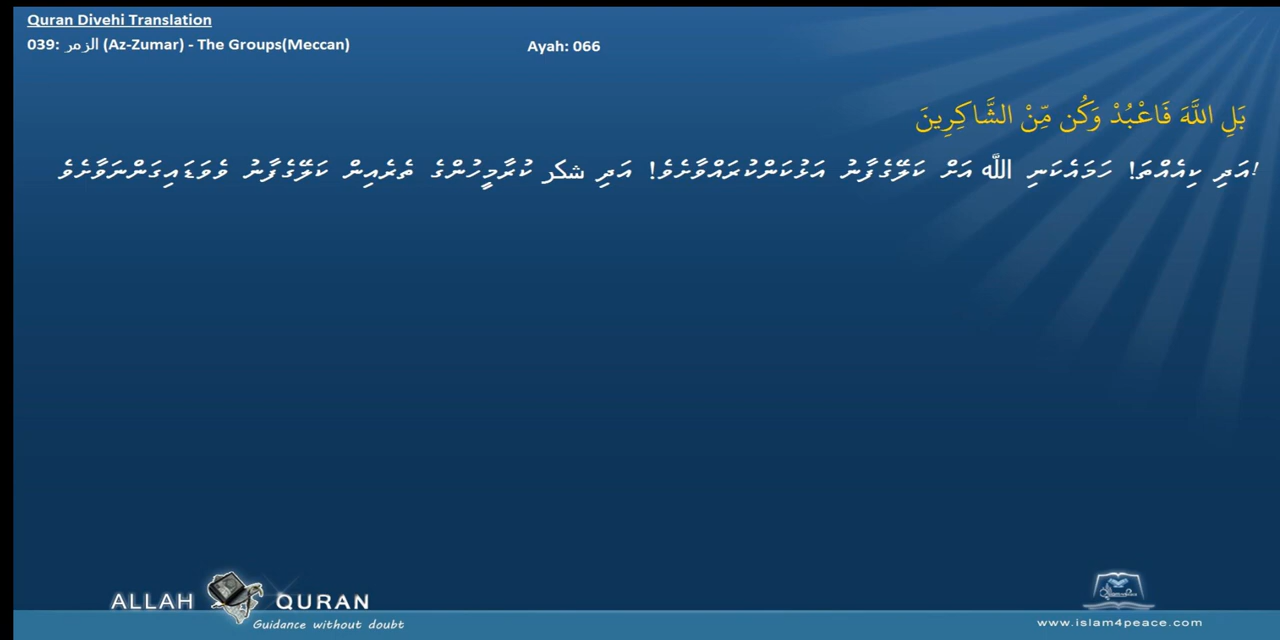 Quran Divehi Translation
039: الزمر (Az-Zumar) - The Groups(Meccan)
Ayah: 066
بَلِ اللَّهَ فَاعْبُدْ وَكُن مِّنْ الشَّاكِرِينَ
އަދި ކިއެއްތަ! ހަމައެކަނި اللَّه އަށް ކަލޭގެފާނު އަޅުކަންކުރައްވާށެވެ! އަދި شكر ކުރާމީހުންގެ ތެރެއިން ކަލޭގެފާނު ވެވަޑައިގަންނަވާށެވެ!
ALLAH QURAN
Guidance without doubt
www.islam4peace.com